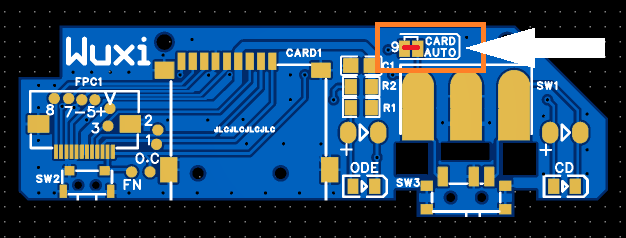 Wuxi
CARD1
9
CARD
AUTO
C1
R2
R1
SW1
FPC1
8 7-5+ V
3
2
1
O.C
FN
SW2
JLCJLCJLCJLC
+
ODE
SW3
+
CD